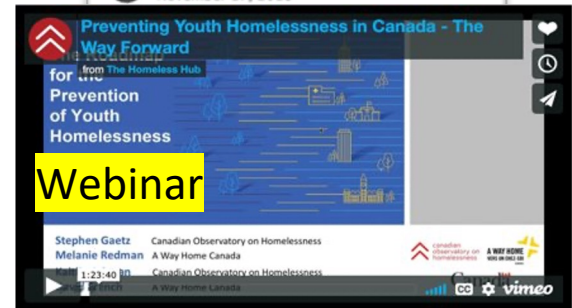 Preventing Youth Homelessness in Canada - The
Way Forward
from The Homeless Hub
for the
Prevention
of Youth
Homelessness
Webinar
Stephen Gaetz Canadian Observatory on Homelessness
Melanie Redman A Way Home Canada
Canadian Observatory on Homelessness
A Way Home Canada
canadian
observatory on
homelessness
A WAY HOME
1:23:40
CC
vimeo